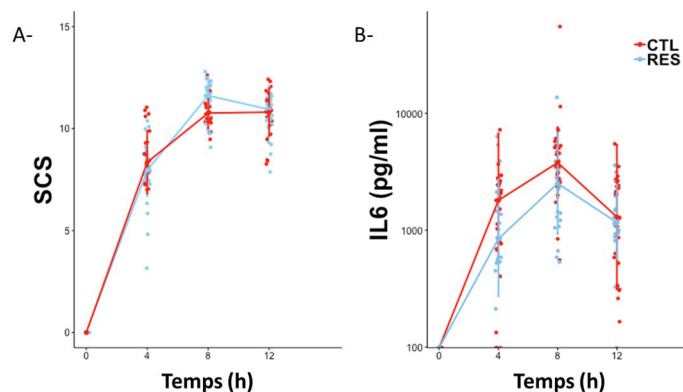 A-
15
10
5
0
SCS
0 4 8 12
Temps (h)
B-
CTL
RES
10000
1000
100
IL6 (pg/ml)
0 4 8 12
Temps (h)